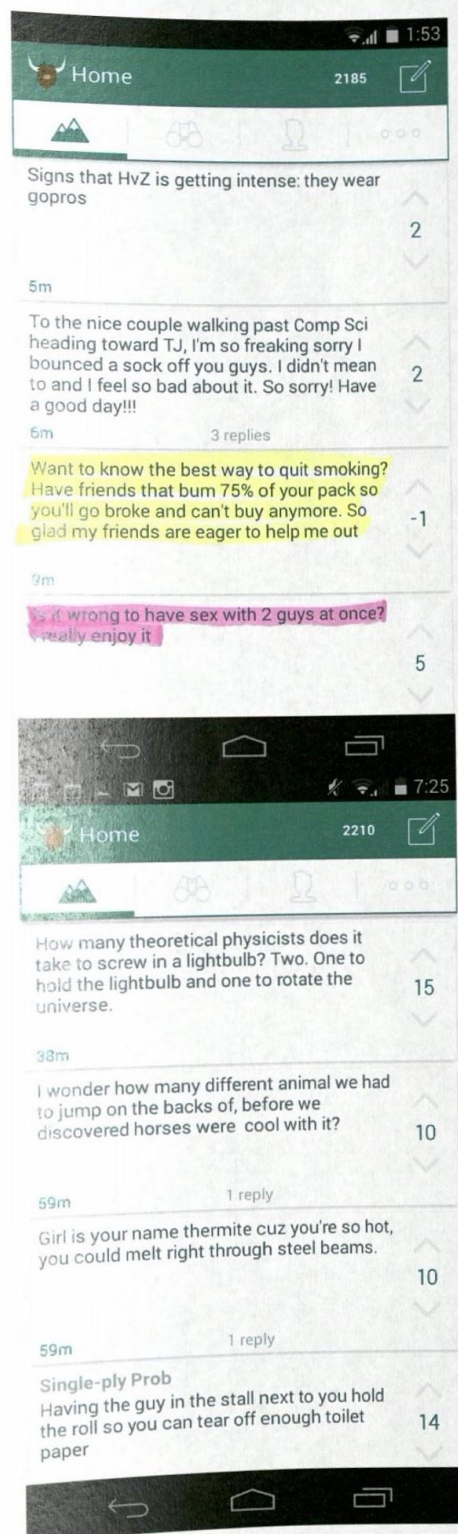 1:53
Home 2185
Signs that HvZ is getting intense: they wear
gopros
2
5m
To the nice couple walking past Comp Sci
heading toward TJ, I'm so freaking sorry I
bounced a sock off you guys. I didn't mean
to and I feel so bad about it. So sorry! Have
a good day!!!
2
6m 3 replies
Want to know the best way to quit smoking?
Have friends that bum 75% of your pack so
you'll go broke and can't buy anymore. So
glad my friends are eager to help me out
-1
9m
Is it wrong to have sex with 2 guys at once?
I really enjoy it
5
7:25
Home 2210
How many theoretical physicists does it
take to screw in a lightbulb? Two. One to
hold the lightbulb and one to rotate the
universe.
15
38m
I wonder how many different animal we had
to jump on the backs of, before we
discovered horses were cool with it?
10
59m 1 reply
Girl is your name thermite cuz you're so hot,
you could melt right through steel beams.
10
59m 1 reply
Single-ply Prob
Having the guy in the stall next to you hold
the roll so you can tear off enough toilet
paper
14